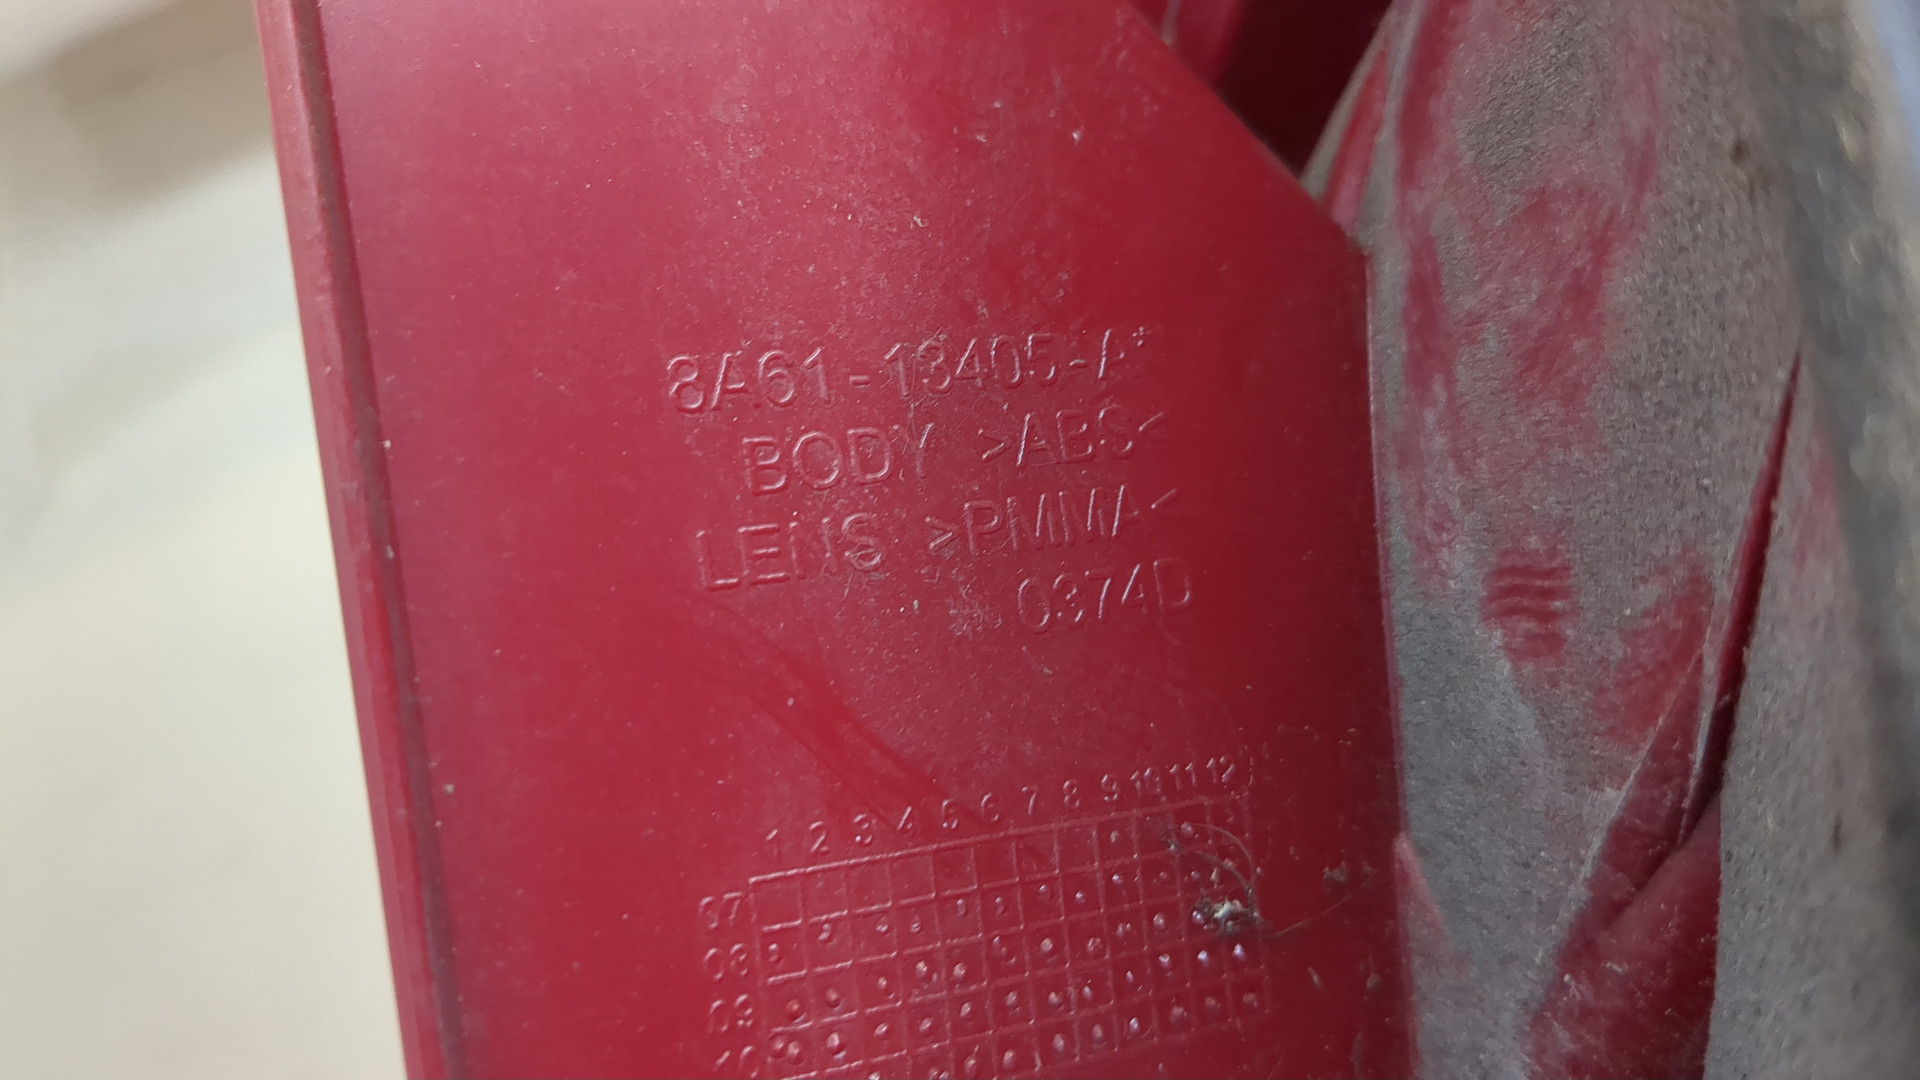 8A61-13405-A*
BODY >ABS<
LENS >PMMA<
0374D
1 2 3 4 5 6 7 8 9 10 11 12
07
08
09
10